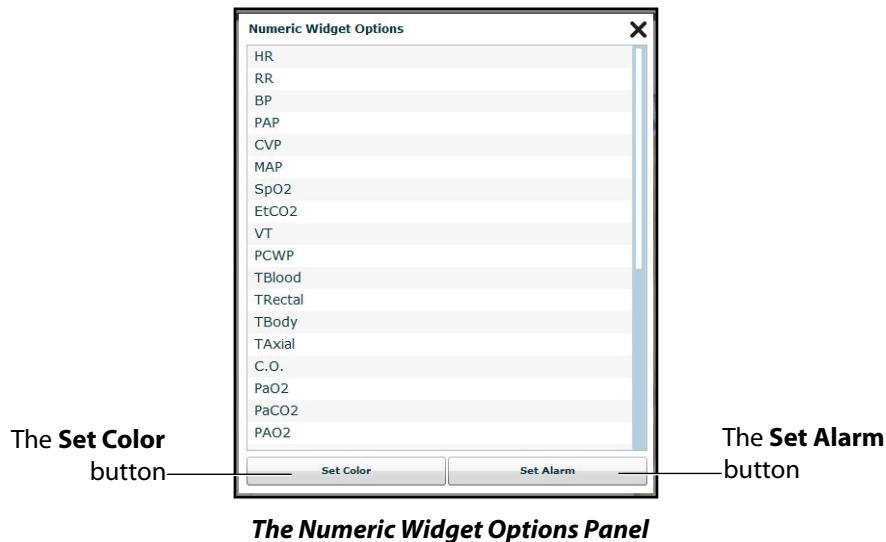 Numeric Widget Options
HR
RR
BP
PAP
CVP
MAP
SpO2
EtCO2
VT
PCWP
TBlood
TRectal
TBody
TAxial
C.O.
PaO2
PaCO2
PAO2
The Set Color
button
Set Color
Set Alarm
The Set Alarm
button
The Numeric Widget Options Panel